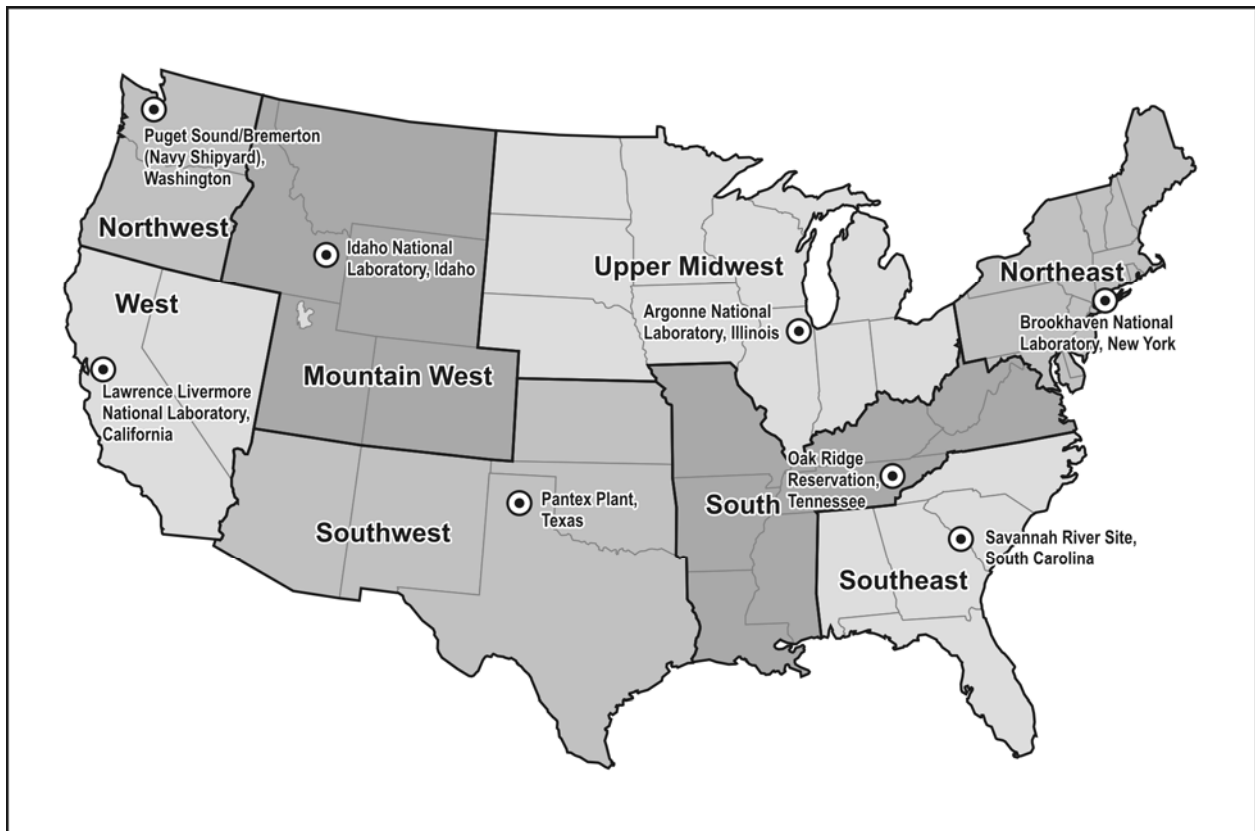 Puget Sound/Bremerton
(Navy Shipyard),
Washington
Northwest
Idaho National
Laboratory, Idaho
Upper Midwest
Northeast
West
Argonne National
Laboratory, Illinois
Brookhaven National
Laboratory, New York
Mountain West
Lawrence Livermore
National Laboratory,
California
Oak Ridge
Reservation,
Tennessee
South
Pantex Plant,
Texas
Southwest
Savannah River Site,
South Carolina
Southeast